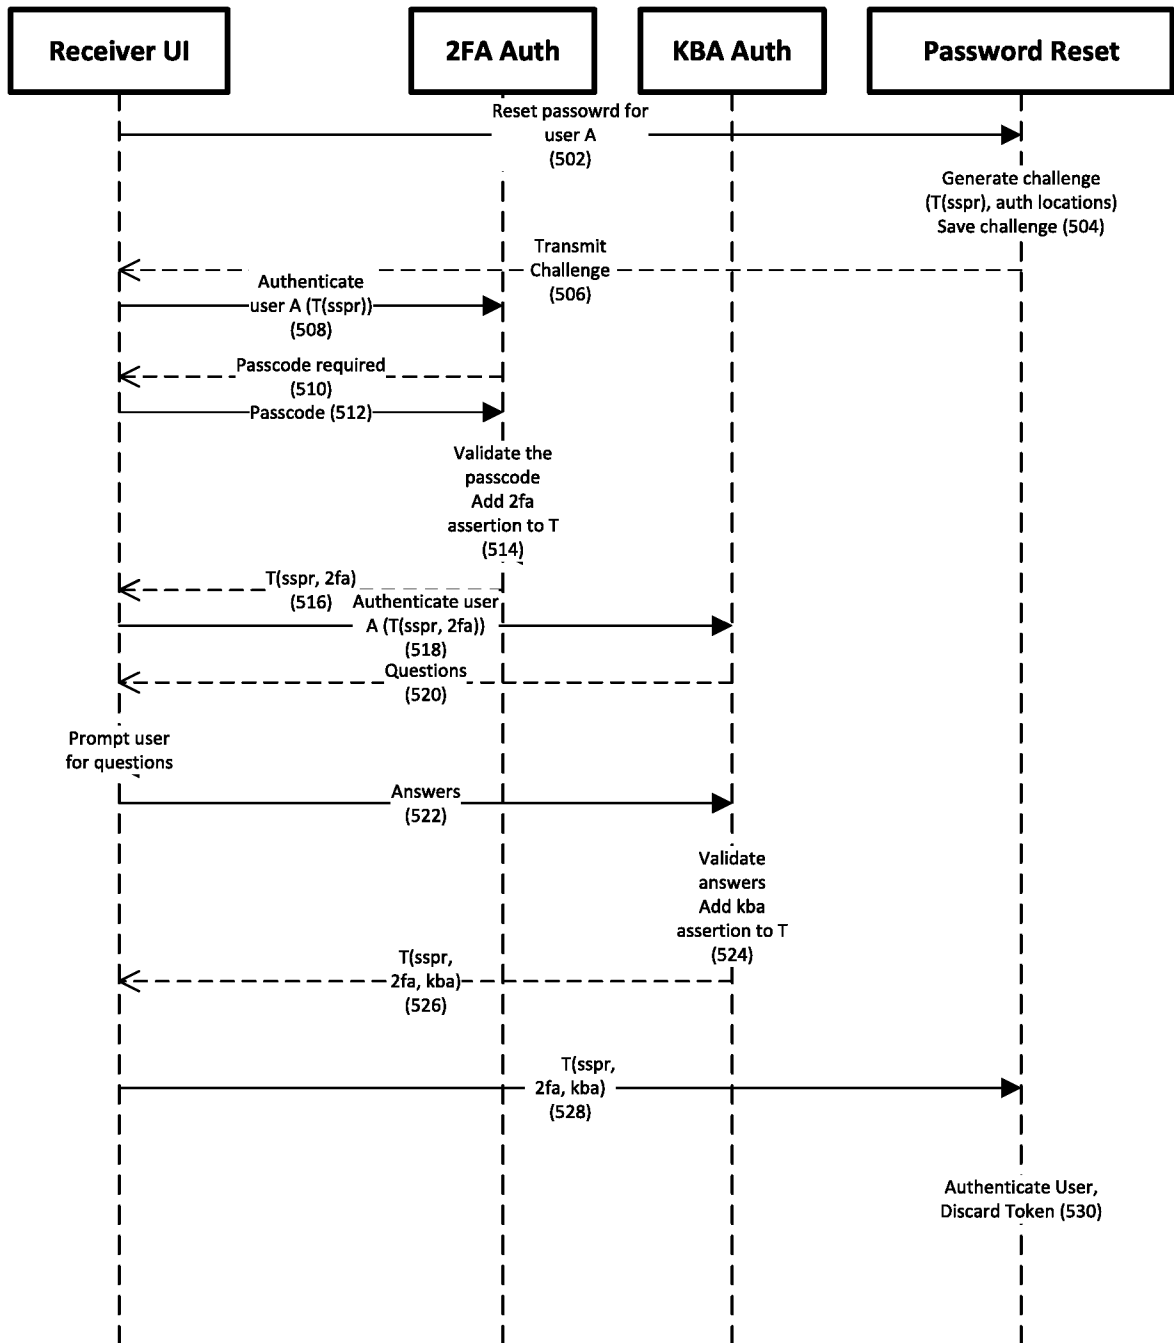 Receiver UI
2FA Auth
KBA Auth
Password Reset
Reset passowrd for
user A
(502)
Generate challenge
(T(sspr), auth locations)
Save challenge (504)
Transmit
Challenge
(506)
Authenticate
user A (T(sspr))
(508)
Passcode required
(510)
Passcode (512)
Validate the
passcode
Add 2fa
assertion to T
(514)
T(sspr, 2fa)
(516)
Authenticate user
A (T(sspr, 2fa))
(518)
Questions
(520)
Prompt user
for questions
Answers
(522)
Validate
answers
Add kba
assertion to T
(524)
T(sspr,
2fa, kba)
(526)
T(sspr,
2fa, kba)
(528)
Authenticate User,
Discard Token (530)